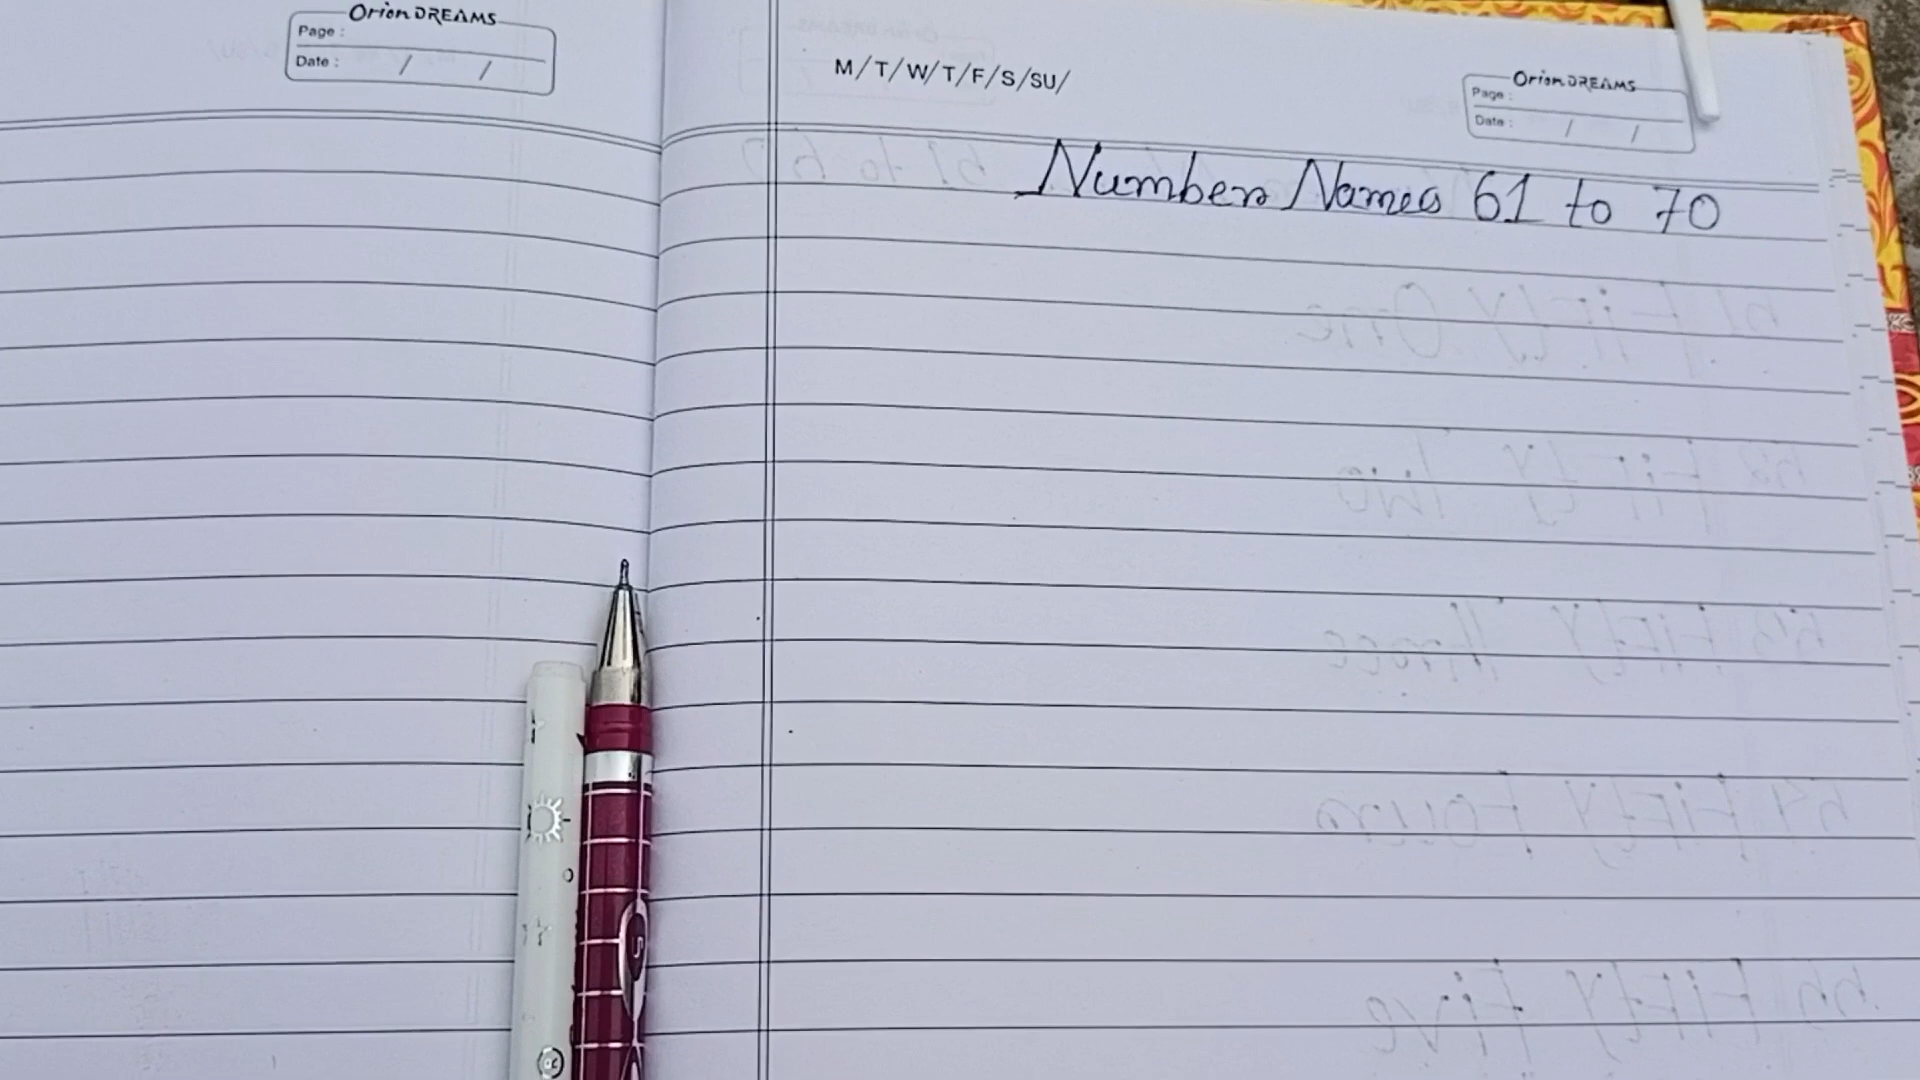 Orion DREAMS
Page :
Date : / /
M/T/W/T/F/S/SU/
Orion DREAMS
Page :
Date : / /
Number Names 61 to 70